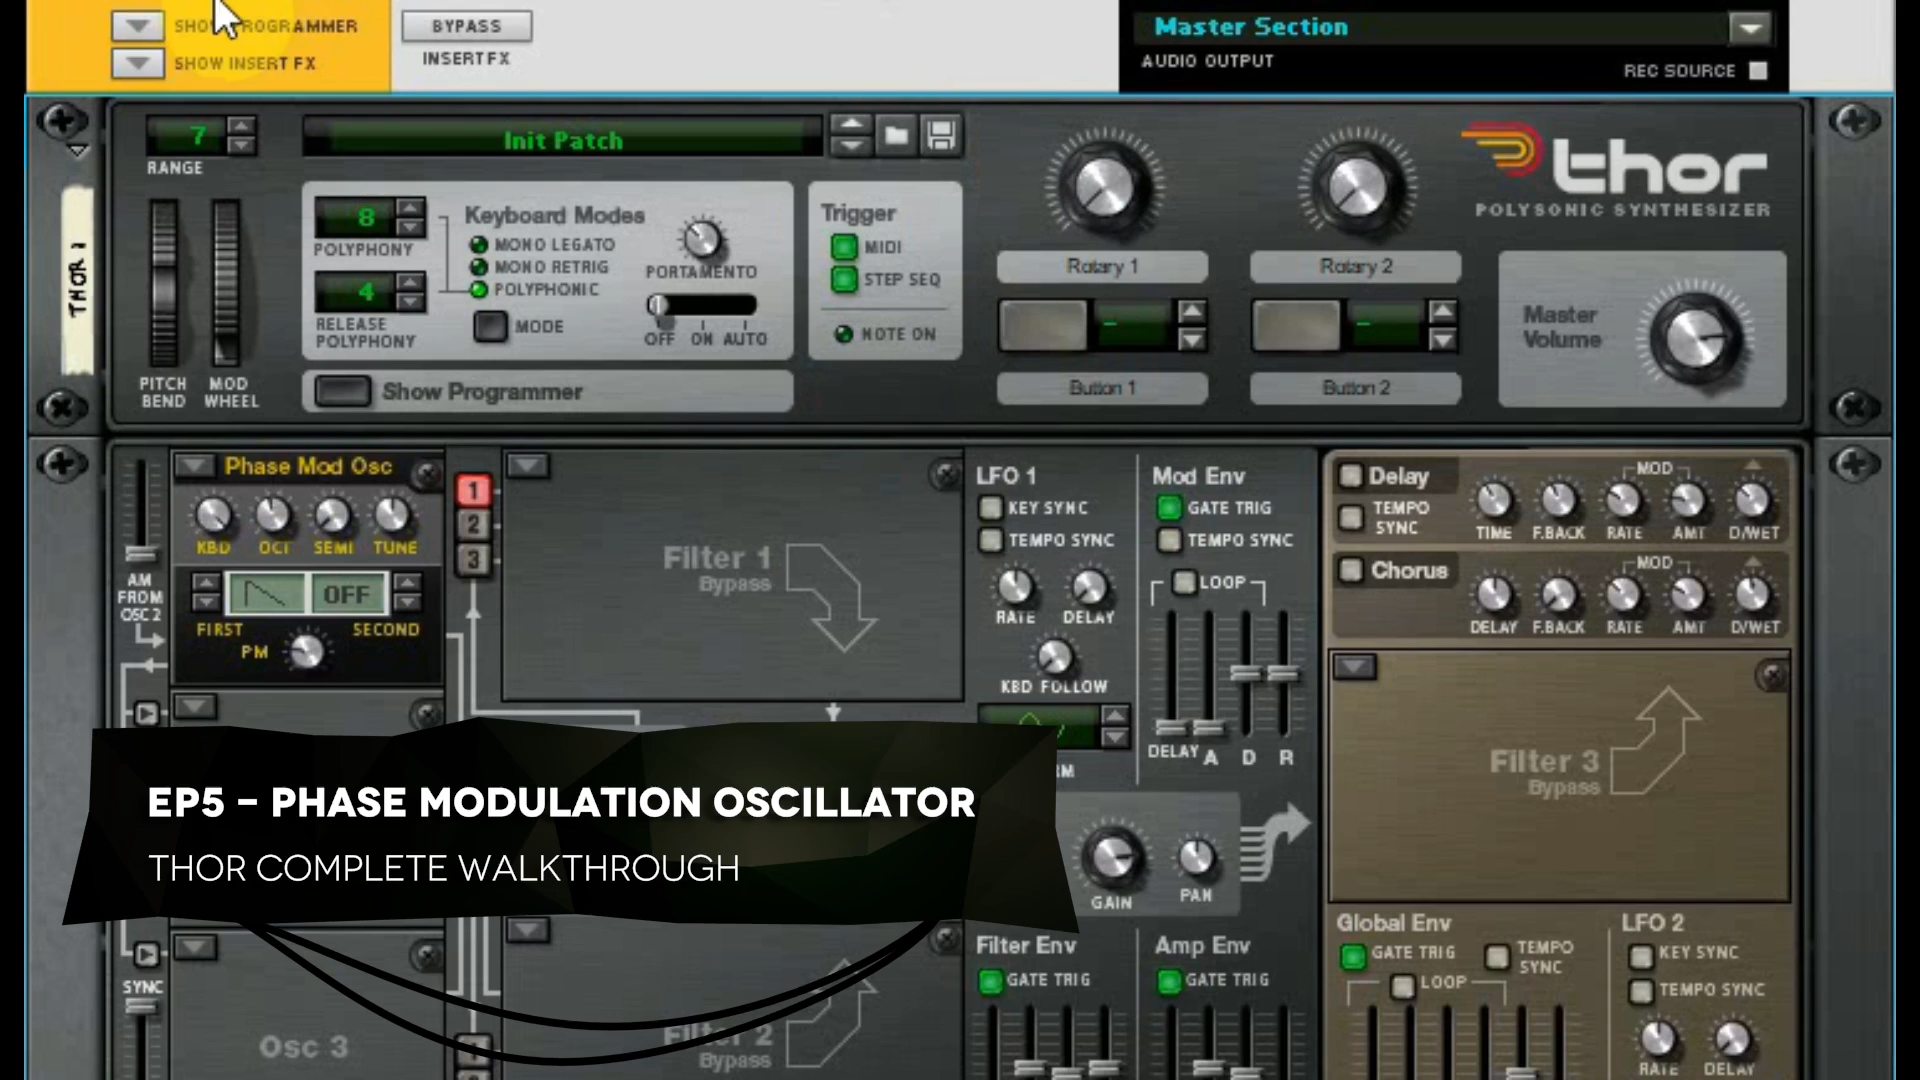 SHOW PROGRAMMER
SHOW INSERT FX
BYPASS
INSERT FX
Master Section
AUDIO OUTPUT
REC SOURCE
7
RANGE
Init Patch
thor
POLYSONIC SYNTHESIZER
THOR 1
8
POLYPHONY
4
RELEASE
POLYPHONY
Keyboard Modes
MONO LEGATO
MONO RETRIG
POLYPHONIC
MODE
PORTAMENTO
OFF ON AUTO
Trigger
MIDI
STEP SEQ
NOTE ON
Rotary 1
Rotary 2
Button 1
Button 2
Master
Volume
PITCH
BEND
MOD
WHEEL
Show Programmer
Phase Mod Osc
KBD OCT SEMI TUNE
OFF
FIRST
SECOND
PM
AM
FROM
OSC 2
1
2
3
Filter 1
Bypass
LFO 1
KEY SYNC
TEMPO SYNC
RATE DELAY
KBD FOLLOW
Mod Env
GATE TRIG
TEMPO SYNC
LOOP
DELAY A D R
Delay
TEMPO
SYNC
MOD
TIME F.BACK RATE AMT D/WET
Chorus
MOD
DELAY F.BACK RATE AMT D/WET
Filter 3
Bypass
EP5 - PHASE MODULATION OSCILLATOR
THOR COMPLETE WALKTHROUGH
GAIN
PAN
SYNC
Osc 3
Filter 2
Bypass
Filter Env
GATE TRIG
Amp Env
GATE TRIG
Global Env
GATE TRIG
TEMPO
SYNC
LOOP
LFO 2
KEY SYNC
TEMPO SYNC
RATE DELAY